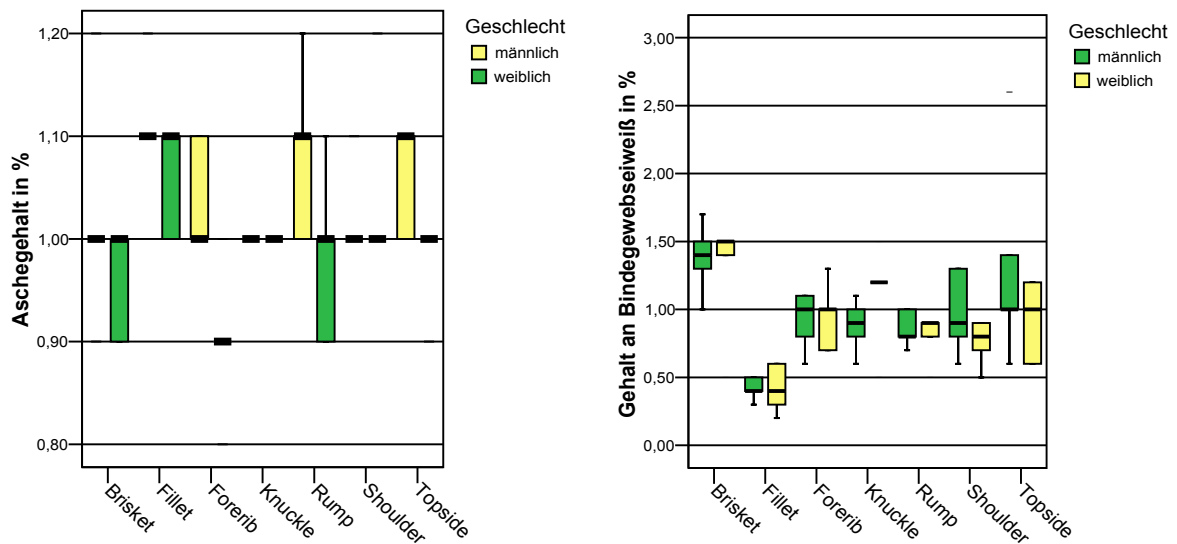 Aschegehalt in %
1,20
1,10
1,00
0,90
0,80
Brisket
Fillet
Forerib
Knuckle
Rump
Shoulder
Topside
Geschlecht
männlich
weiblich
Gehalt an Bindegewebseiweiß in %
3,00
2,50
2,00
1,50
1,00
0,50
0,00
Brisket
Fillet
Forerib
Knuckle
Rump
Shoulder
Topside
Geschlecht
männlich
weiblich